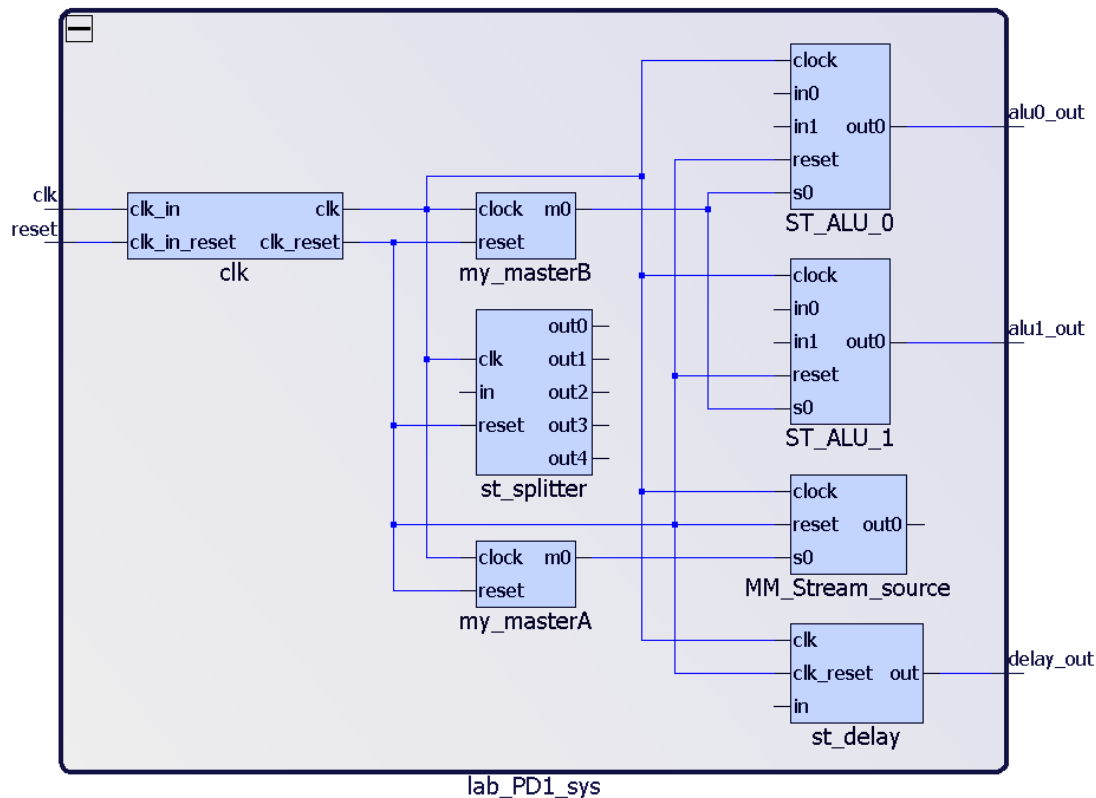 clk
reset
clk_in clk
clk_in_reset clk_reset
clk
clock m0
reset
my_masterB
out0
clk out1
in out2
reset out3
out4
st_splitter
clock m0
reset
my_masterA
clock
in0
in1 out0
reset
s0
ST_ALU_0
alu0_out
clock
in0
in1 out0
reset
s0
ST_ALU_1
alu1_out
clock
reset out0
s0
MM_Stream_source
clk
clk_reset out
in
st_delay
delay_out
lab_PD1_sys